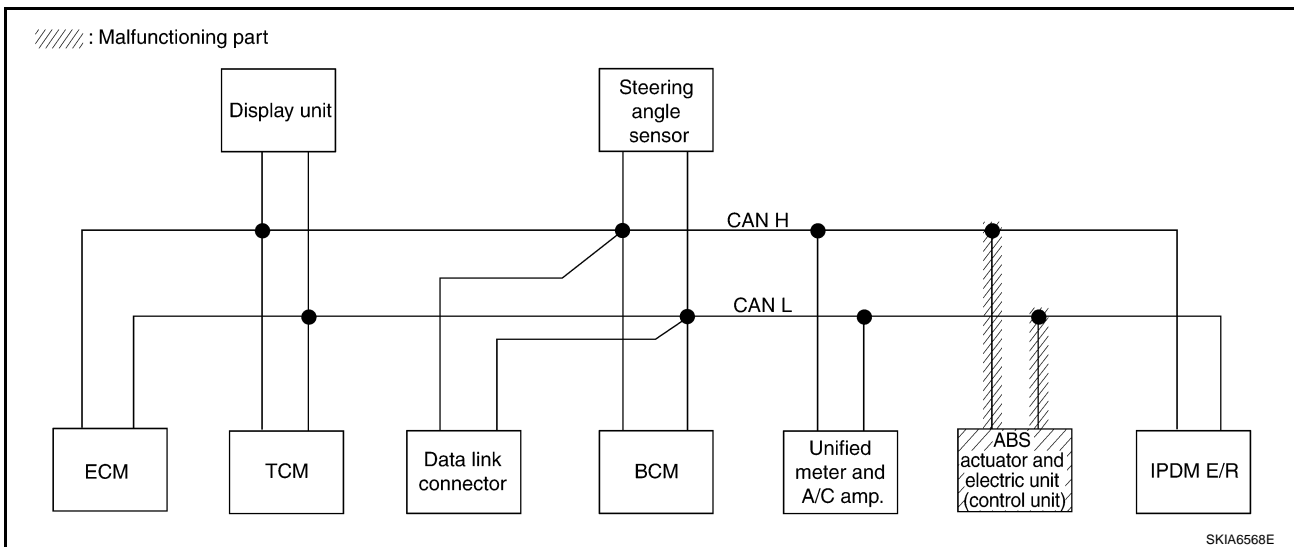 : Malfunctioning part
Display unit
Steering
angle
sensor
CAN H
CAN L
ECM
TCM
Data link
connector
BCM
Unified
meter and
A/C amp.
ABS
actuator and
electric unit
(control unit)
IPDM E/R
SKIA6568E